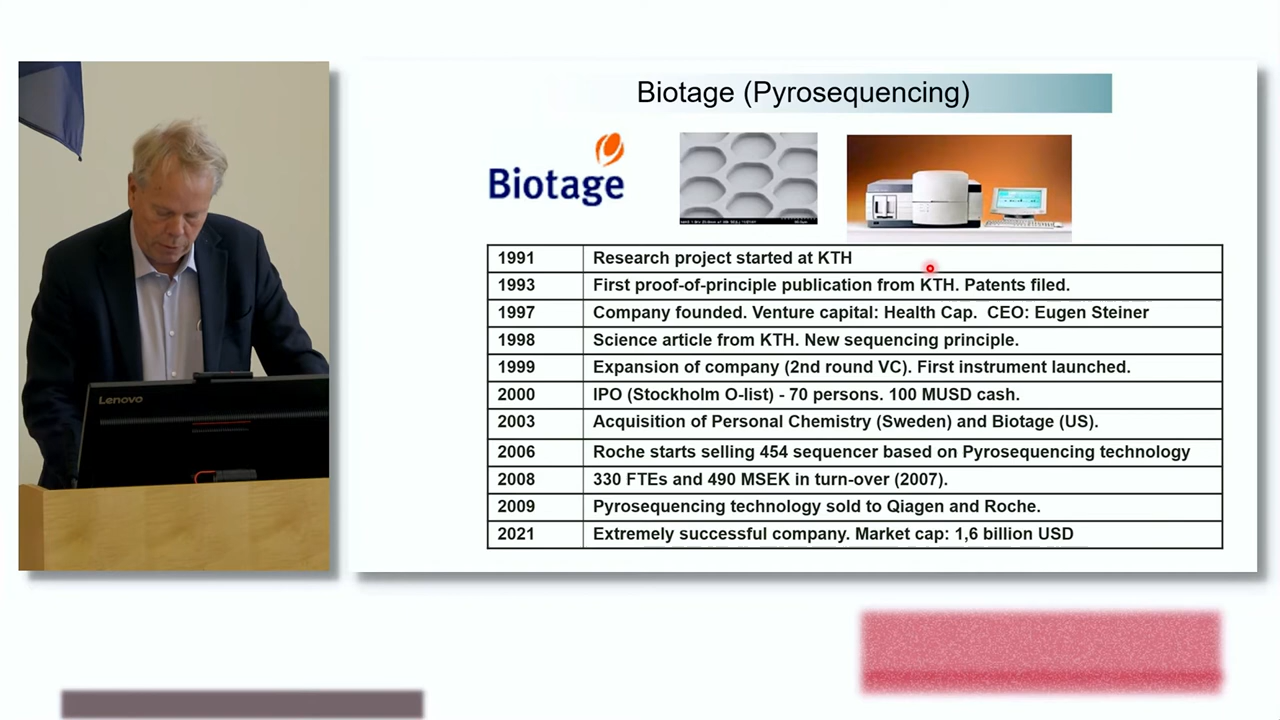 Biotage (Pyrosequencing)
Biotage
Lenovo
1991 Research project started at KTH
1993 First proof-of-principle publication from KTH. Patents filed.
1997 Company founded. Venture capital: Health Cap. CEO: Eugen Steiner
1998 Science article from KTH. New sequencing principle.
1999 Expansion of company (2nd round VC). First instrument launched.
2000 IPO (Stockholm O-list) - 70 persons. 100 MUSD cash.
2003 Acquisition of Personal Chemistry (Sweden) and Biotage (US).
2006 Roche starts selling 454 sequencer based on Pyrosequencing technology
2008 330 FTEs and 490 MSEK in turn-over (2007).
2009 Pyrosequencing technology sold to Qiagen and Roche.
2021 Extremely successful company. Market cap: 1,6 billion USD